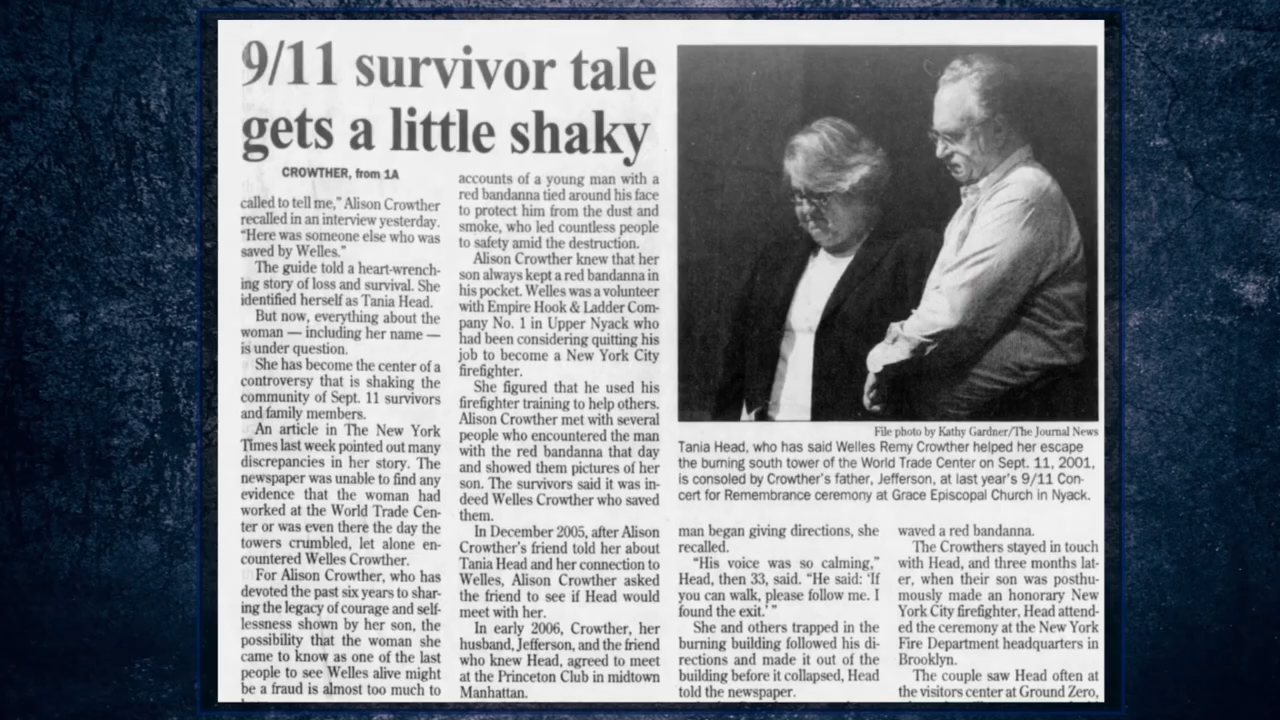 9/11 survivor tale
gets a little shaky
CROWTHER, from 1A
called to tell me,” Alison Crowther
recalled in an interview yesterday.
“Here was someone else who was
saved by Welles.”
The guide told a heart-wrench-
ing story of loss and survival. She
identified herself as Tania Head.
But now, everything about the
woman — including her name —
is under question.
She has become the center of a
controversy that is shaking the
community of Sept. 11 survivors
and family members.
An article in The New York
Times last week pointed out many
discrepancies in her story. The
newspaper was unable to find any
evidence that the woman had
worked at the World Trade Cen-
ter or was even there the day the
towers crumbled, let alone en-
countered Welles Crowther.
For Alison Crowther, who has
devoted the past six years to shar-
ing the legacy of courage and self-
lessness shown by her son, the
possibility that the woman she
came to know as one of the last
people to see Welles alive might
be a fraud is almost too much to
accounts of a young man with a
red bandanna tied around his face
to protect him from the dust and
smoke, who led countless people
to safety amid the destruction.
Alison Crowther knew that her
son always kept a red bandanna in
his pocket. Welles was a volunteer
with Empire Hook & Ladder Com-
pany No. 1 in Upper Nyack who
had been considering quitting his
job to become a New York City
firefighter.
She figured that he used his
firefighter training to help others.
Alison Crowther met with several
people who encountered the man
with the red bandanna that day
and showed them pictures of her
son. The survivors said it was in-
deed Welles Crowther who saved
them.
In December 2005, after Alison
Crowther’s friend told her about
Tania Head and her connection to
Welles, Alison Crowther asked
the friend to see if Head would
meet with her.
In early 2006, Crowther, her
husband, Jefferson, and the friend
who knew Head, agreed to meet
at the Princeton Club in midtown
Manhattan.
File photo by Kathy Gardner/The Journal News
Tania Head, who has said Welles Remy Crowther helped her escape
the burning south tower of the World Trade Center on Sept. 11, 2001,
is consoled by Crowther’s father, Jefferson, at last year’s 9/11 Con-
cert for Remembrance ceremony at Grace Episcopal Church in Nyack.
man began giving directions, she
recalled.
“His voice was so calming,”
Head, then 33, said. “He said: ‘If
you can walk, please follow me. I
found the exit.’ ”
She and others trapped in the
burning building followed his di-
rections and made it out of the
building before it collapsed, Head
told the newspaper.
waved a red bandanna.
The Crowthers stayed in touch
with Head, and three months lat-
er, when their son was posthu-
mously made an honorary New
York City firefighter, Head attend-
ed the ceremony at the New York
Fire Department headquarters in
Brooklyn.
The couple saw Head often at
the visitors center at Ground Zero,